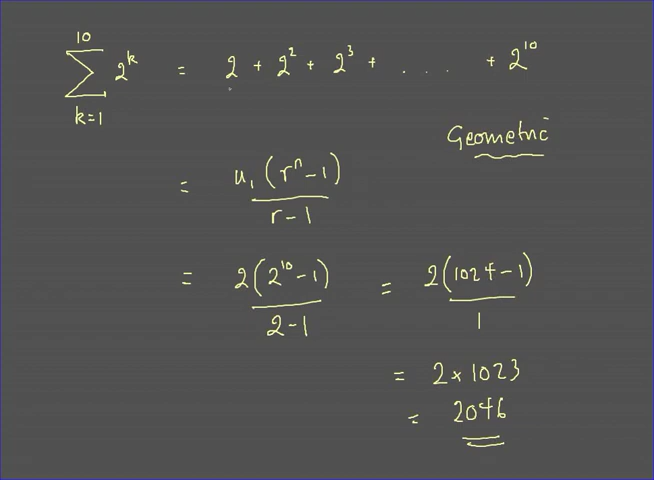 10
∑ 2^k = 2 + 2^2 + 2^3 + . . . . + 2^10
k=1
Geometric
= u₁(r^n − 1) / r − 1
= 2(2^10 − 1) / 2 − 1 = 2(1024 − 1) / 1
= 2 × 1023
= 2046